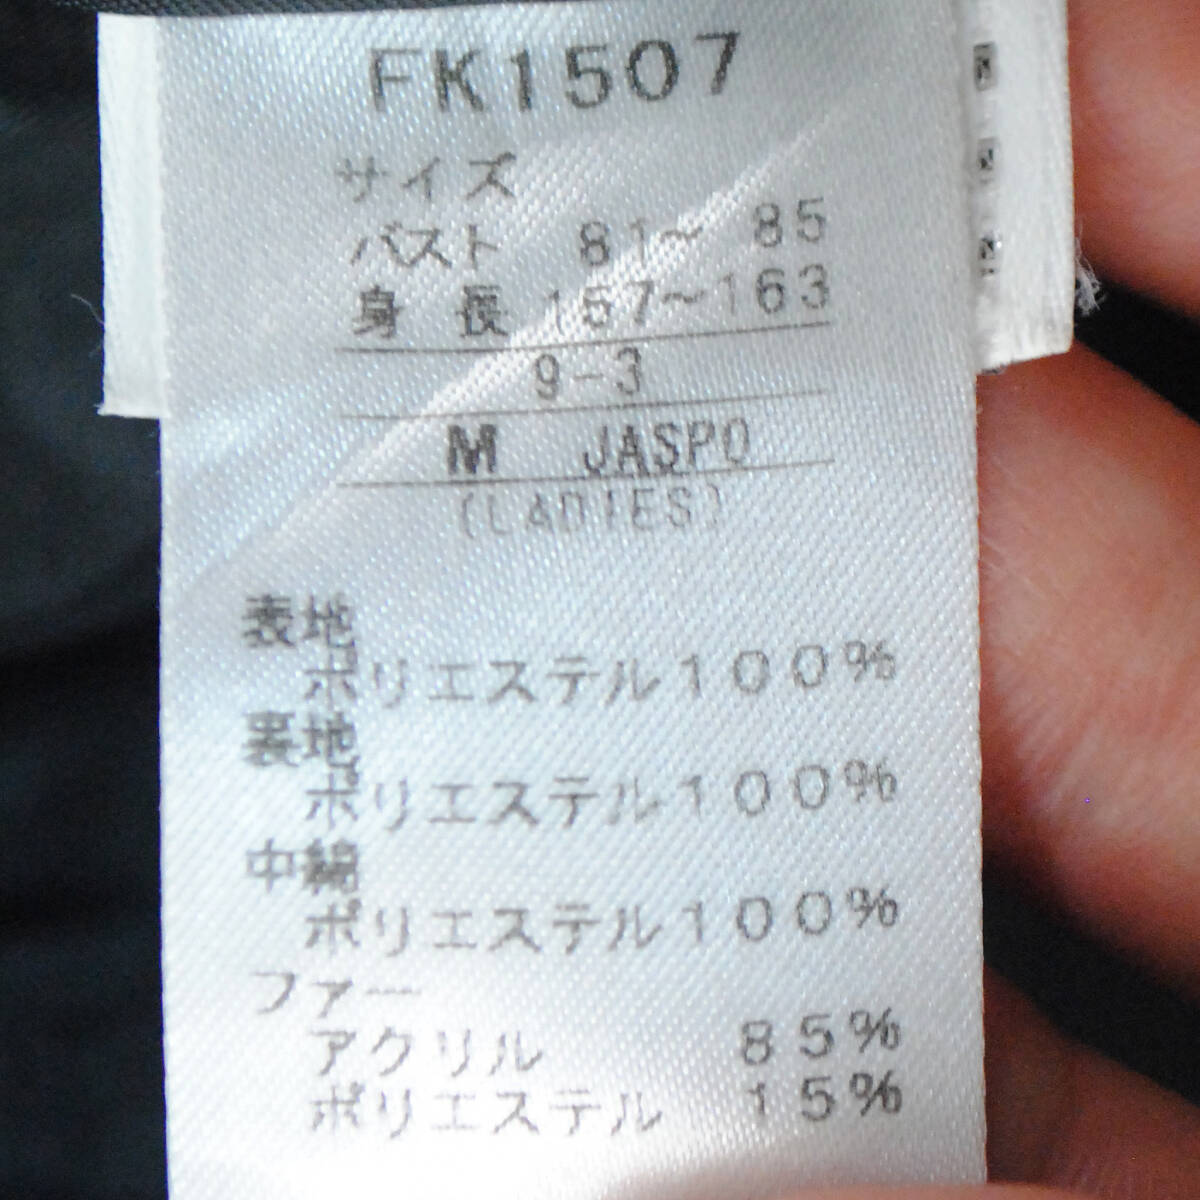 FK1507
サイズ
バスト 81～ 85
身 長 157～163
9-3
M JASPO
(LADIES)
表地
ポリエステル100%
裏地
ポリエステル100%
中綿
ポリエステル100%
ファー
アクリル 85%
ポリエステル 15%